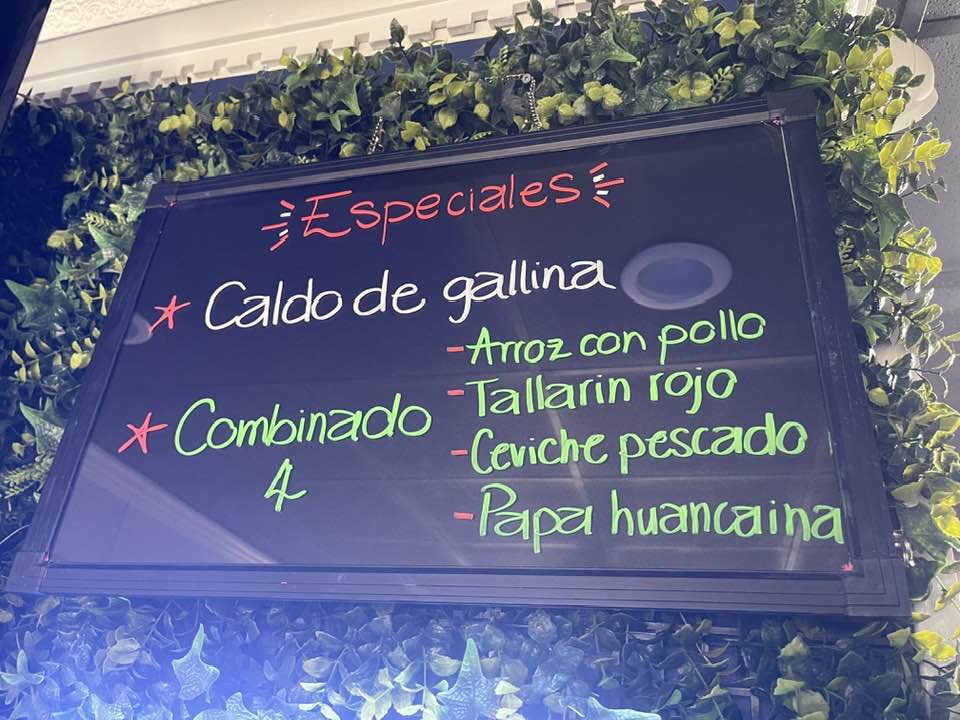 Especiales
* Caldo de gallina
* Combinado 4
- Arroz con pollo
- Tallarin rojo
- Ceviche pescado
- Papa huancaina